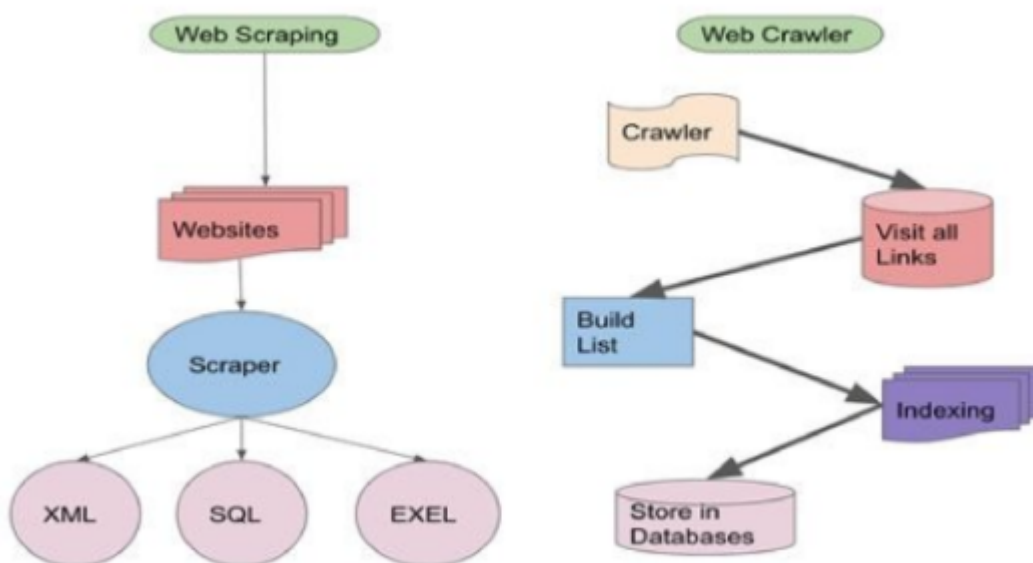 Web Scraping
Websites
Scraper
XML
SQL
EXEL
Web Crawler
Crawler
Visit all
Links
Build
List
Indexing
Store in
Databases